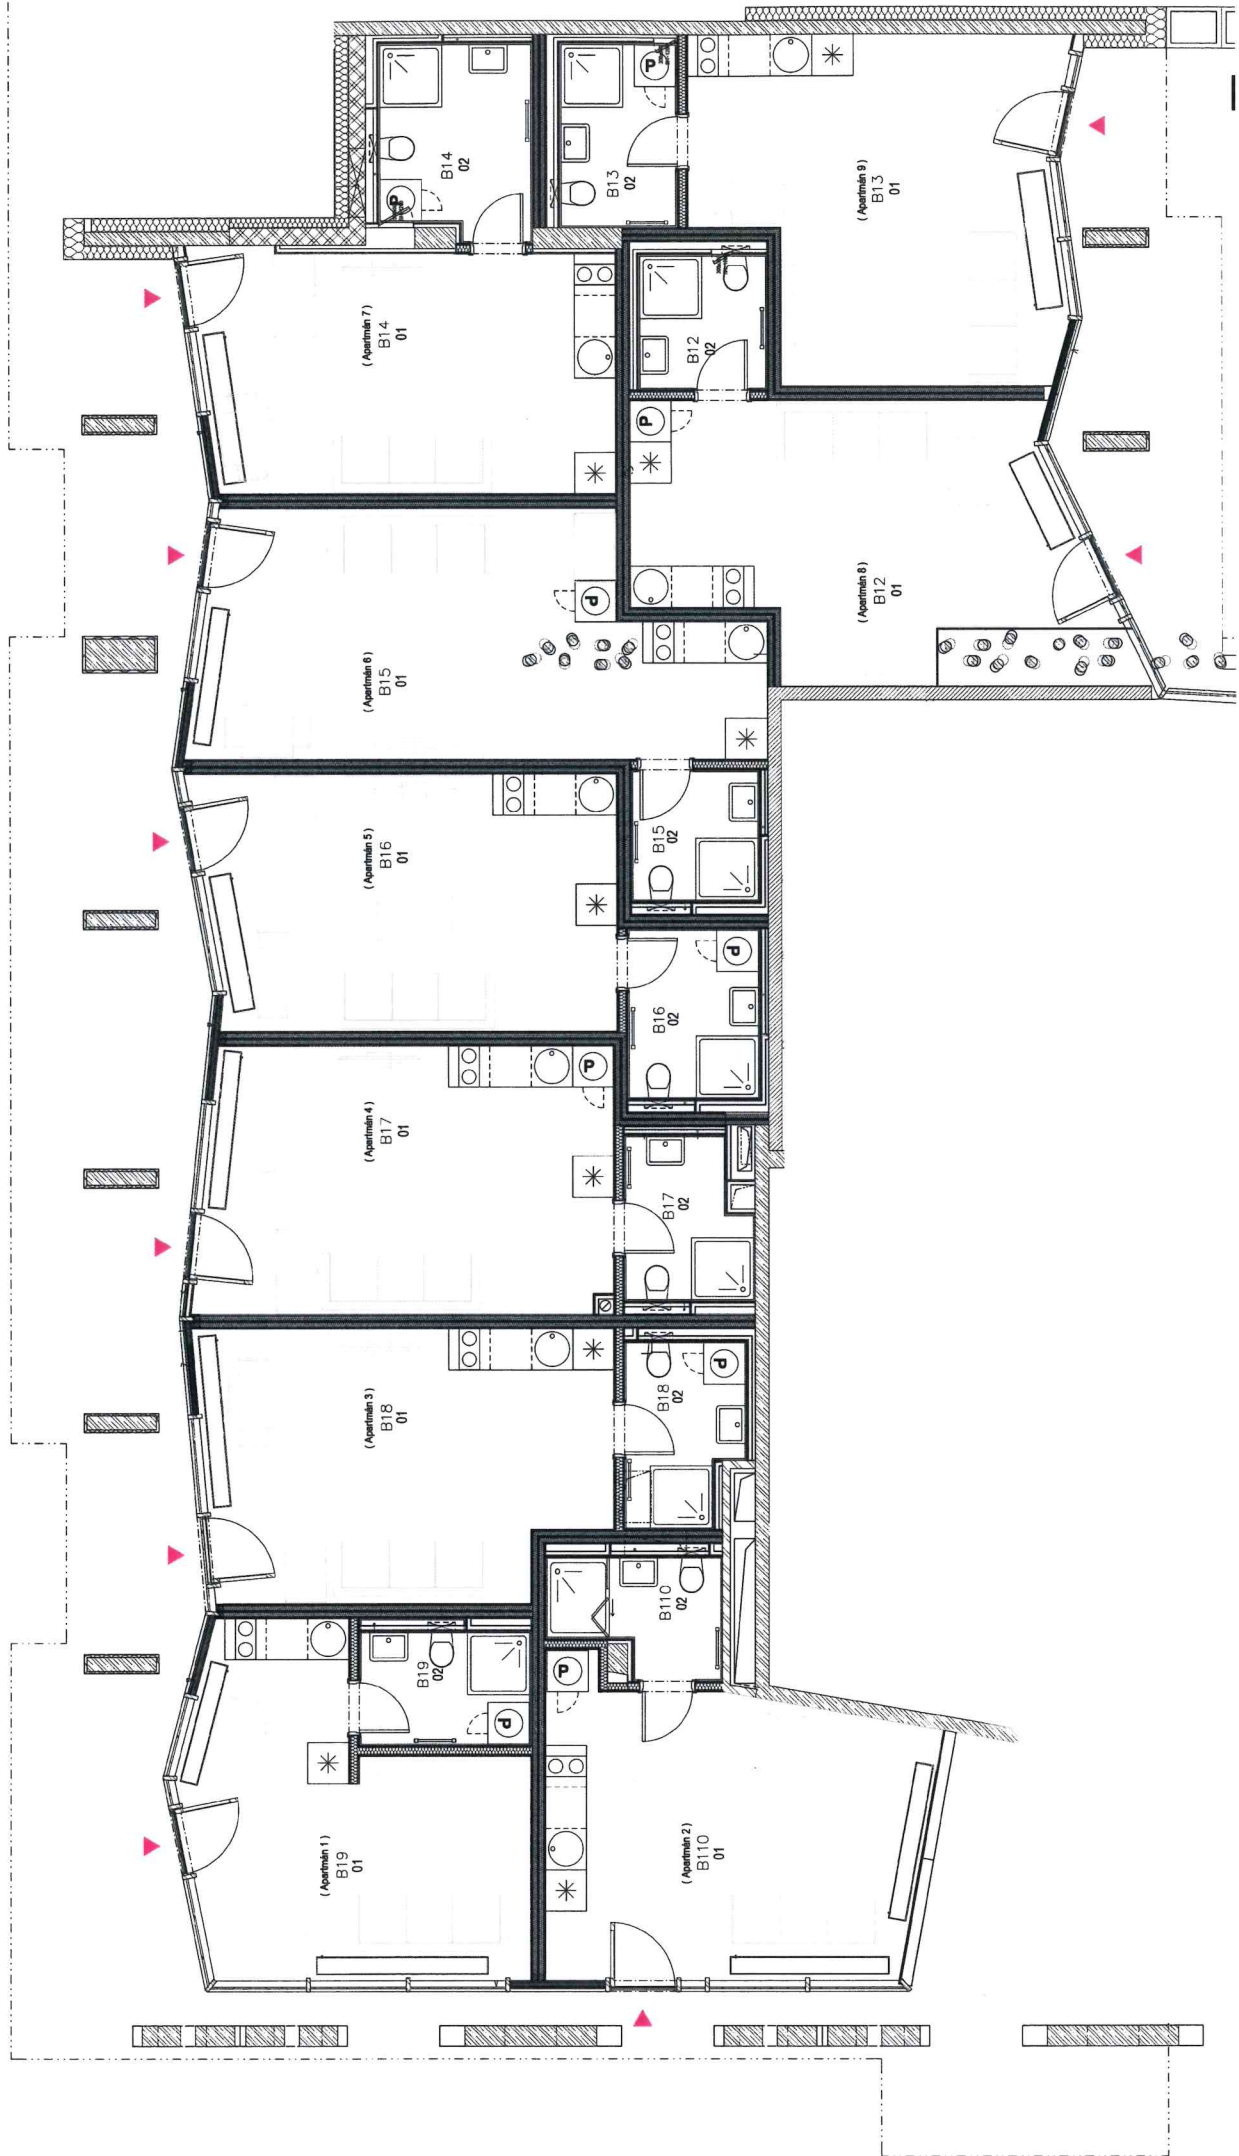 B14
02
P
P
B13
02
( Apartmán 9 )
B13
01
( Apartmán 7 )
B14
01
B12
02
P
( Apartmán 8 )
B12
01
P
( Apartmán 6 )
B15
01
B15
02
( Apartmán 5 )
B16
01
P
B16
02
( Apartmán 4 )
B17
01
P
B17
02
( Apartmán 3 )
B18
01
B18
02
P
B110
02
B19
02
P
P
( Apartmán 1 )
B19
01
( Apartmán 2 )
B110
01